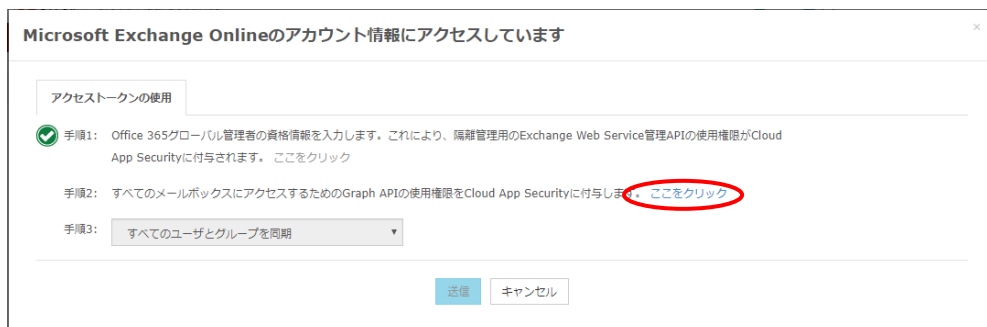 Microsoft Exchange Onlineのアカウント情報にアクセスしています
×
アクセストークンの使用
手順1: Office 365グローバル管理者の資格情報を入力します。これにより、隔離管理用のExchange Web Service管理APIの使用権限がCloud
App Securityに付与されます。 ここをクリック
手順2: すべてのメールボックスにアクセスするためのGraph APIの使用権限をCloud App Securityに付与します。 ここをクリック
手順3: すべてのユーザとグループを同期
送信 キャンセル